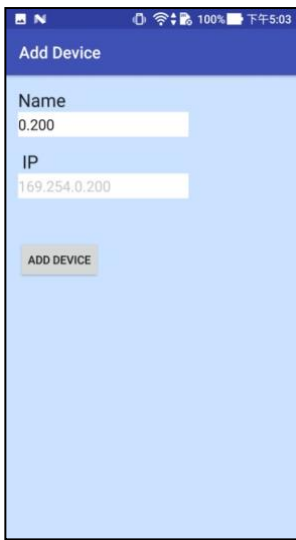 100% 下午5:03
Add Device
Name
0.200
IP
169.254.0.200
ADD DEVICE